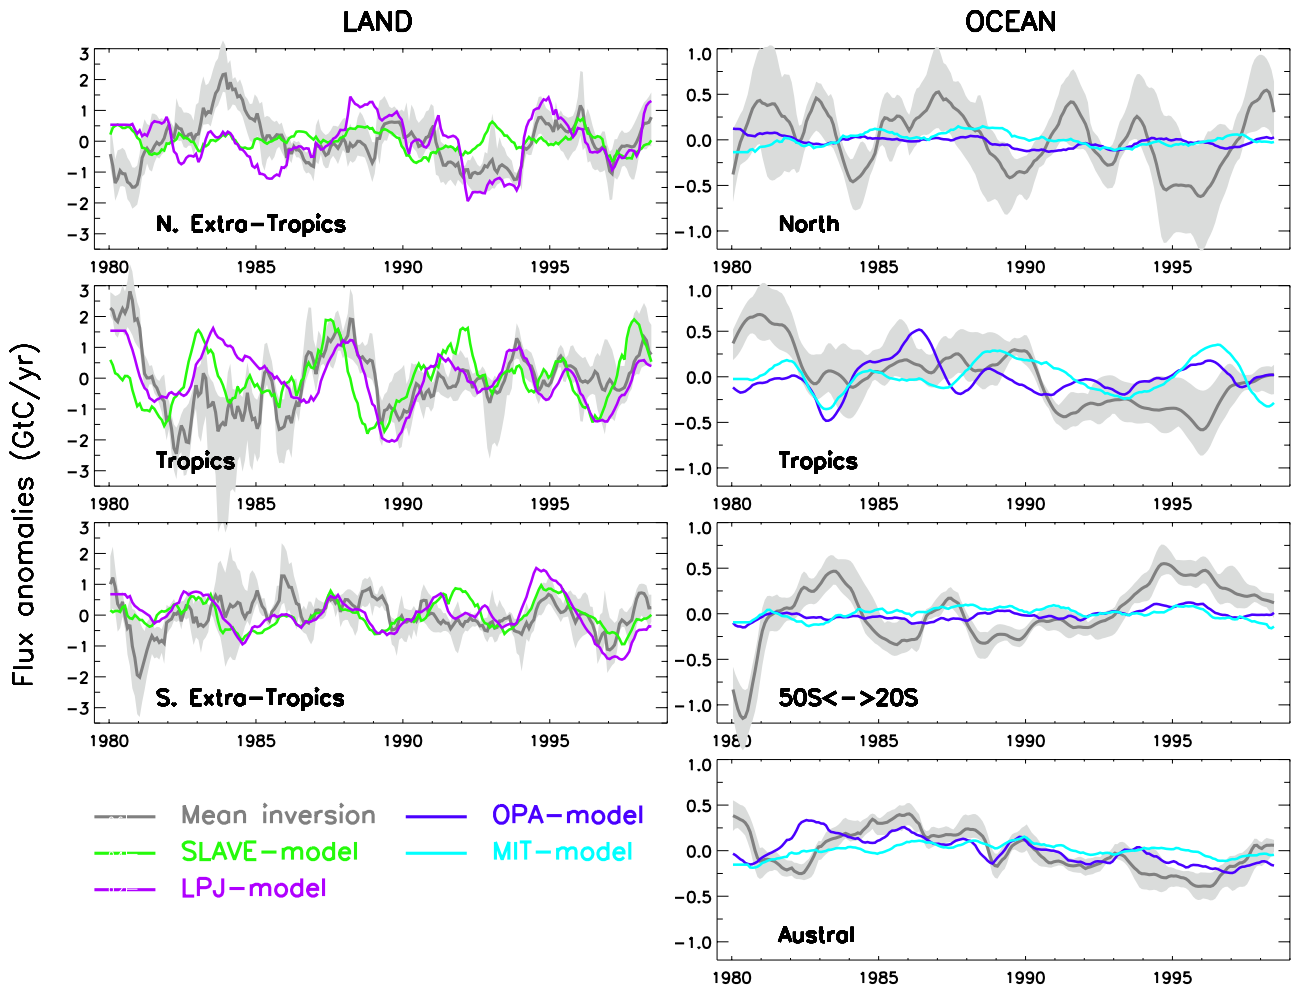 LAND
OCEAN
Flux anomalies (GtC/yr)
3
2
1
0
-1
-2
-3
N. Extra-Tropics
1980 1985 1990 1995
1.0
0.5
0.0
-0.5
-1.0
North
1980 1985 1990 1995
3
2
1
0
-1
-2
-3
Tropics
1980 1985 1990 1995
1.0
0.5
0.0
-0.5
-1.0
Tropics
1980 1985 1990 1995
3
2
1
0
-1
-2
-3
S. Extra-Tropics
1980 1985 1990 1995
1.0
0.5
0.0
-0.5
-1.0
50S<->20S
1980 1985 1990 1995
Mean inversion
SLAVE-model
LPJ-model
OPA-model
MIT-model
1.0
0.5
0.0
-0.5
-1.0
Austral
1980 1985 1990 1995